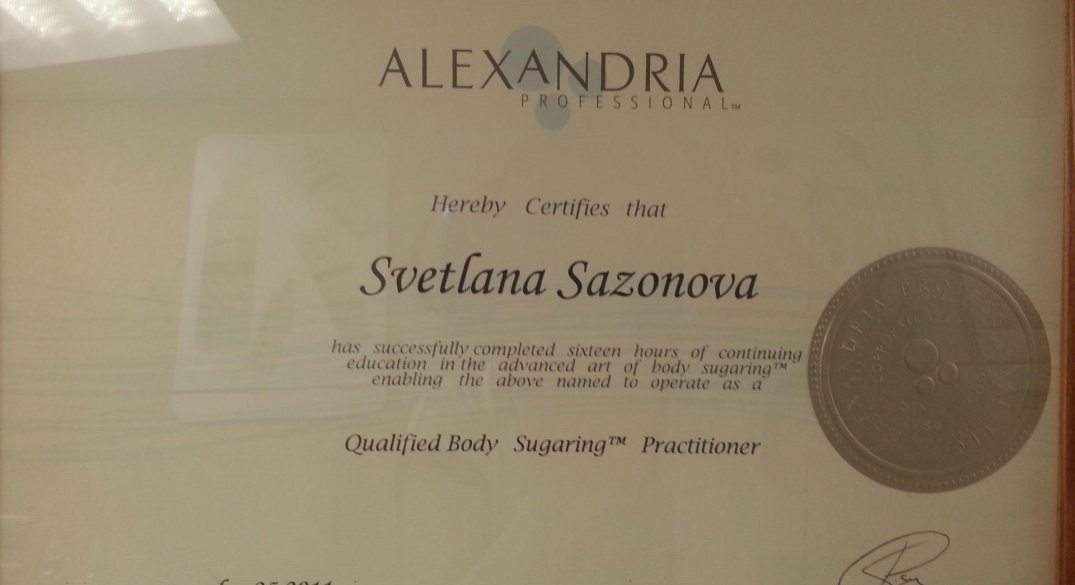 ALEXANDRIA
PROFESSIONAL™
Hereby Certifies that
Svetlana Sazonova
has successfully completed sixteen hours of continuing
education in the advanced art of body sugaring™
enabling the above named to operate as a
Qualified Body Sugaring™ Practitioner